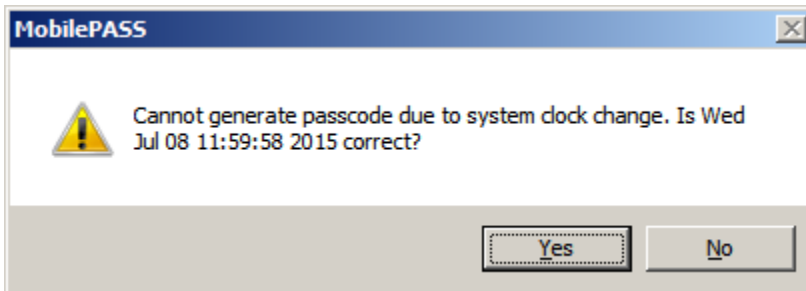 MobilePASS
Cannot generate passcode due to system clock change. Is Wed
Jul 08 11:59:58 2015 correct?
Yes
No